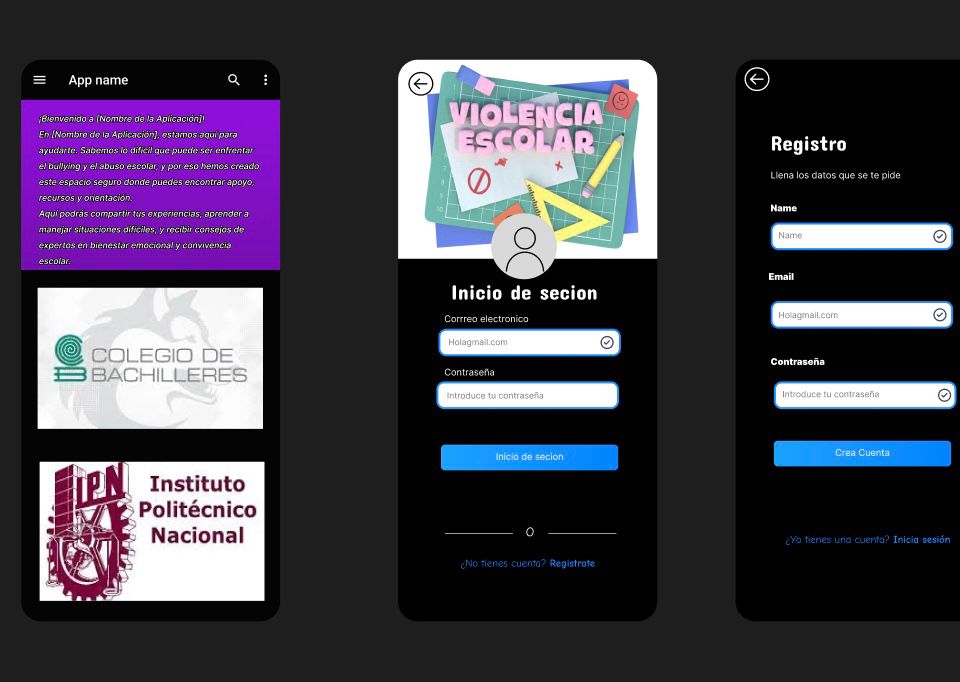 App name
¡Bienvenido a [Nombre de la Aplicación]!
En [Nombre de la Aplicación], estamos aquí para
ayudarte. Sabemos lo difícil que puede ser enfrentar
el bullying y el abuso escolar, y por eso hemos creado
este espacio seguro donde puedes encontrar apoyo,
recursos y orientación.
Aquí podrás compartir tus experiencias, aprender a
manejar situaciones difíciles, y recibir consejos de
expertos en bienestar emocional y convivencia
escolar.
COLEGIO DE
BACHILLERES
IPN
Instituto
Politécnico
Nacional
VIOLENCIA
ESCOLAR
Inicio de secion
Corrreo electronico
Holagmail.com
Contraseña
Introduce tu contraseña
Inicio de secion
O
¿No tienes cuenta? Registrate
Registro
Llena los datos que se te pide
Name
Name
Email
Holagmail.com
Contraseña
Introduce tu contraseña
Crea Cuenta
¿Ya tienes una cuenta? Inicia sesión